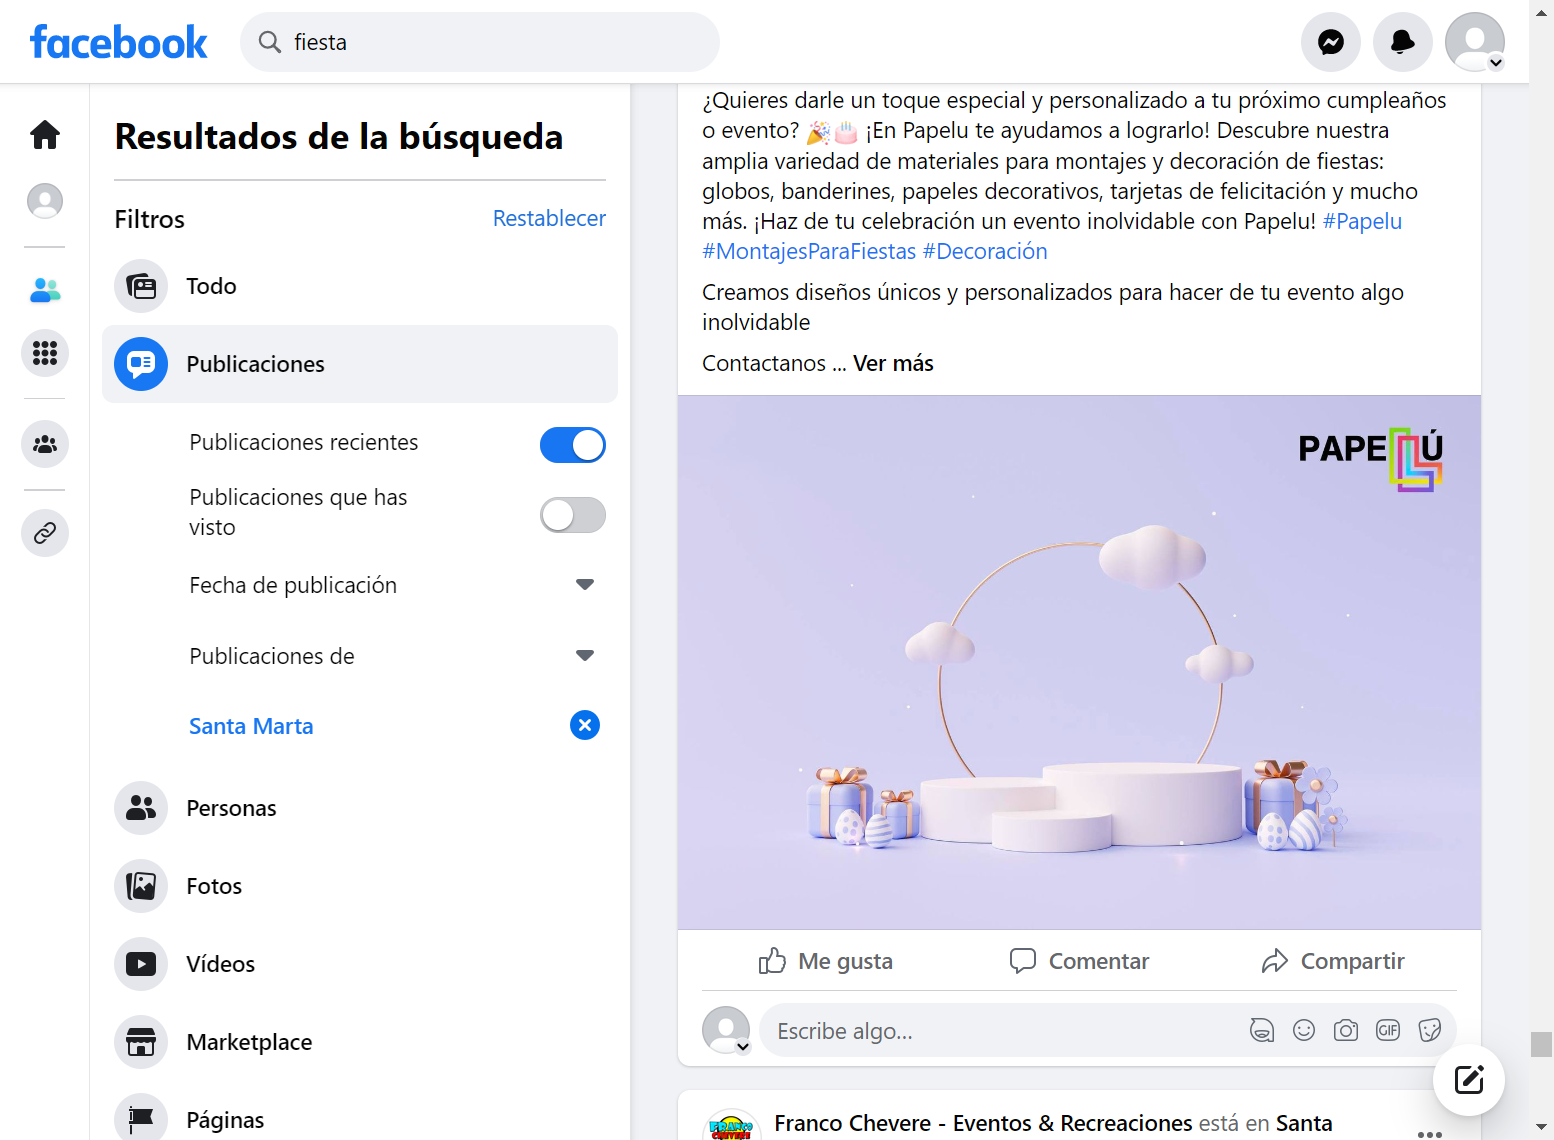 facebook
fiesta
Resultados de la búsqueda
Filtros
Restablecer
Todo
Publicaciones
Publicaciones recientes
Publicaciones que has
visto
Fecha de publicación
Publicaciones de
Santa Marta
Personas
Fotos
Vídeos
Marketplace
Páginas
¿Quieres darle un toque especial y personalizado a tu próximo cumpleaños
o evento? 🎉🎂 ¡En Papelu te ayudamos a lograrlo! Descubre nuestra
amplia variedad de materiales para montajes y decoración de fiestas:
globos, banderines, papeles decorativos, tarjetas de felicitación y mucho
más. ¡Haz de tu celebración un evento inolvidable con Papelu! #Papelu
#MontajesParaFiestas #Decoración
Creamos diseños únicos y personalizados para hacer de tu evento algo
inolvidable
Contactanos ... Ver más
PAPELÚ
Me gusta
Comentar
Compartir
Escribe algo...
GIF
FRANCO
CHEVERE
Franco Chevere - Eventos & Recreaciones está en Santa